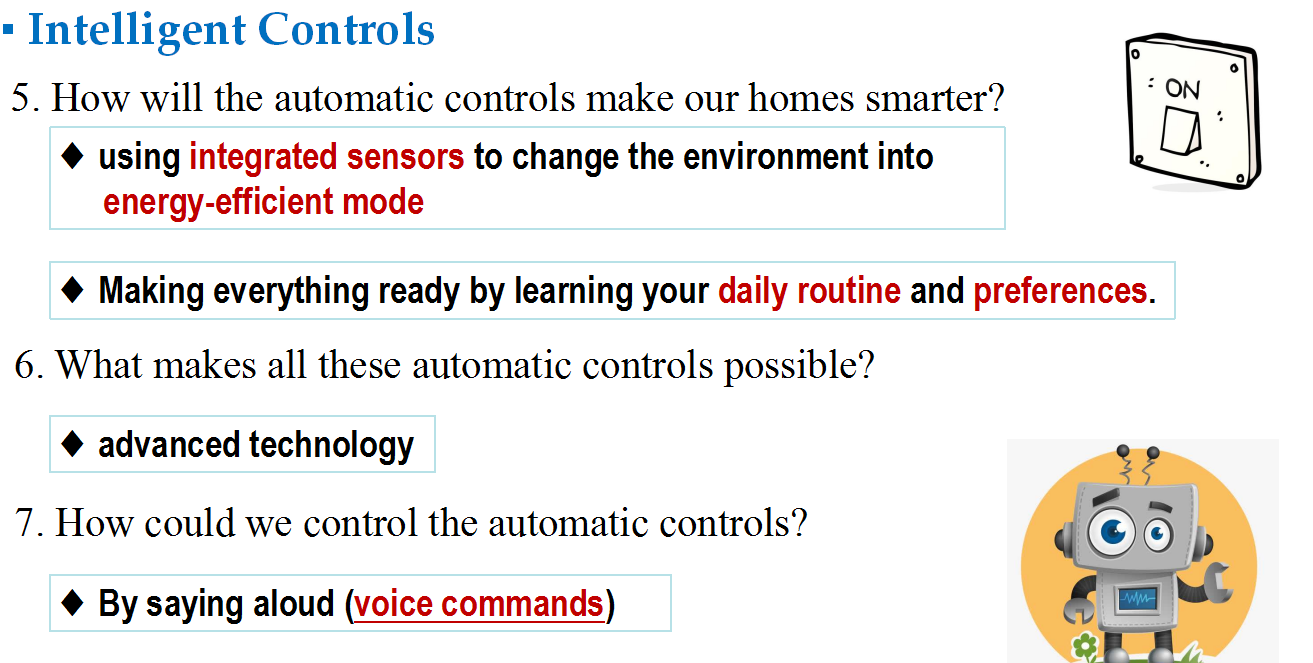 ▪ Intelligent Controls
5. How will the automatic controls make our homes smarter?
ON
♦ using integrated sensors to change the environment into
energy-efficient mode
♦ Making everything ready by learning your daily routine and preferences.
6. What makes all these automatic controls possible?
♦ advanced technology
7. How could we control the automatic controls?
♦ By saying aloud (voice commands)